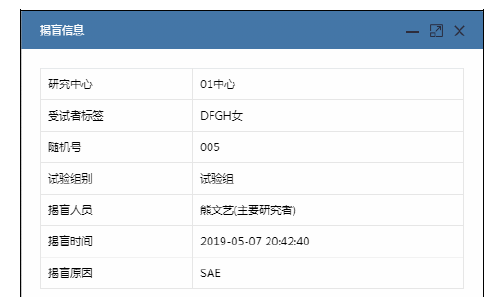 揭盲信息
研究中心 01中心
受试者标签 DFGH女
随机号 005
试验组别 试验组
揭盲人员 熊文艺(主要研究者)
揭盲时间 2019-05-07 20:42:40
揭盲原因 SAE